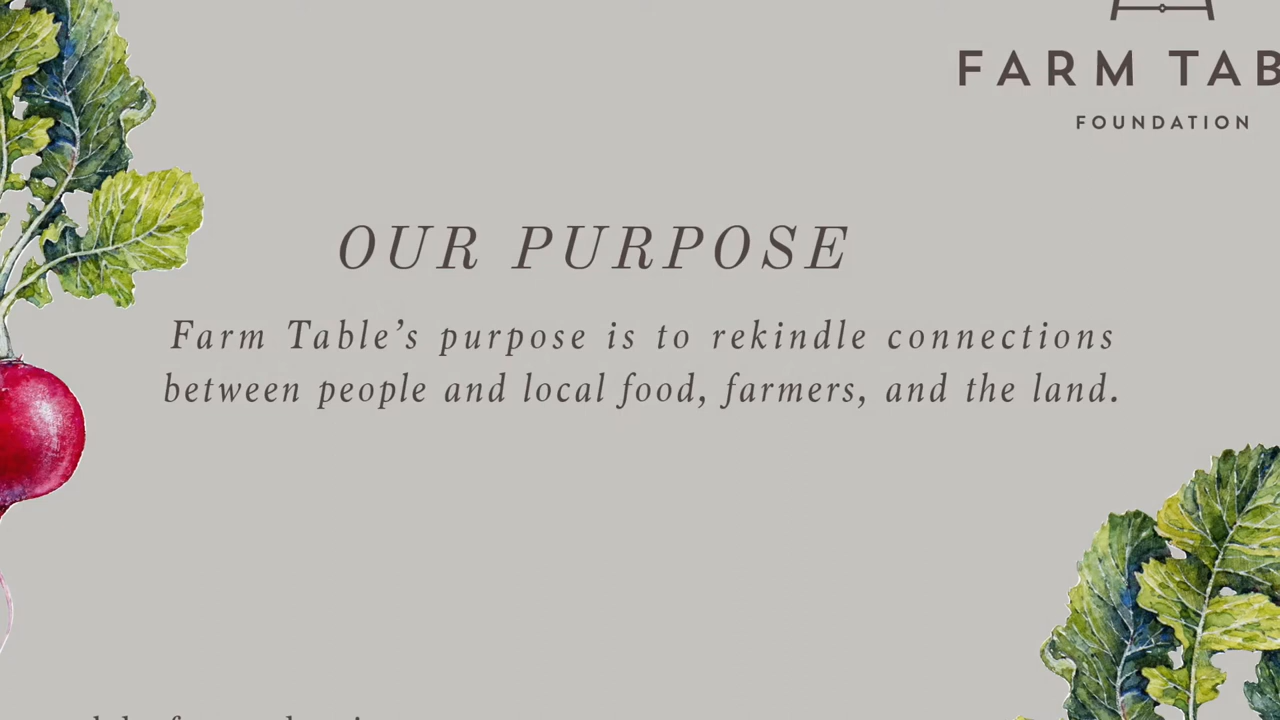 FARM TAB
FOUNDATION
OUR PURPOSE
Farm Table’s purpose is to rekindle connections
between people and local food, farmers, and the land.